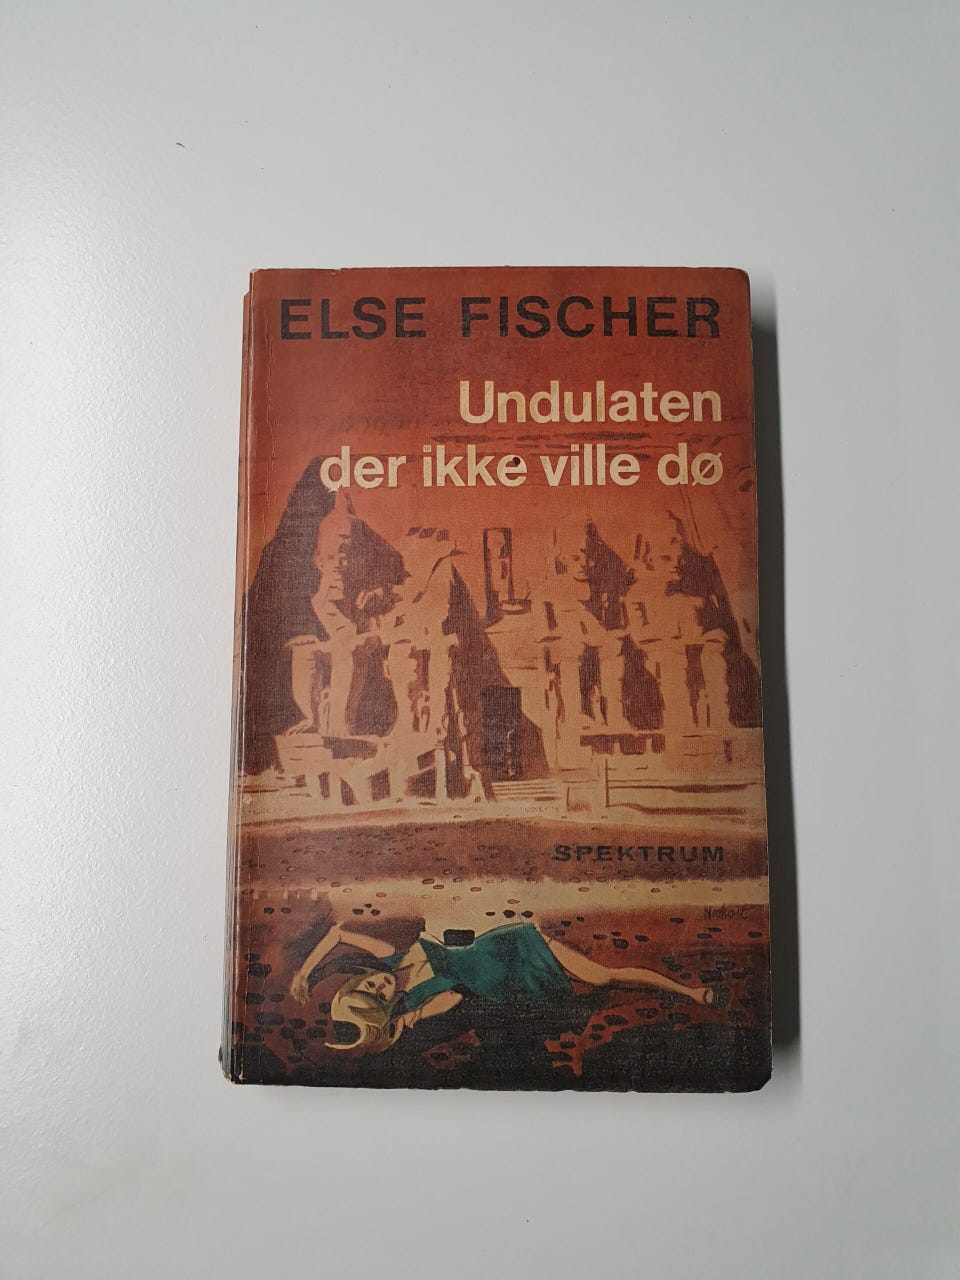 ELSE FISCHER
Undulaten
der ikke ville dø
SPEKTRUM